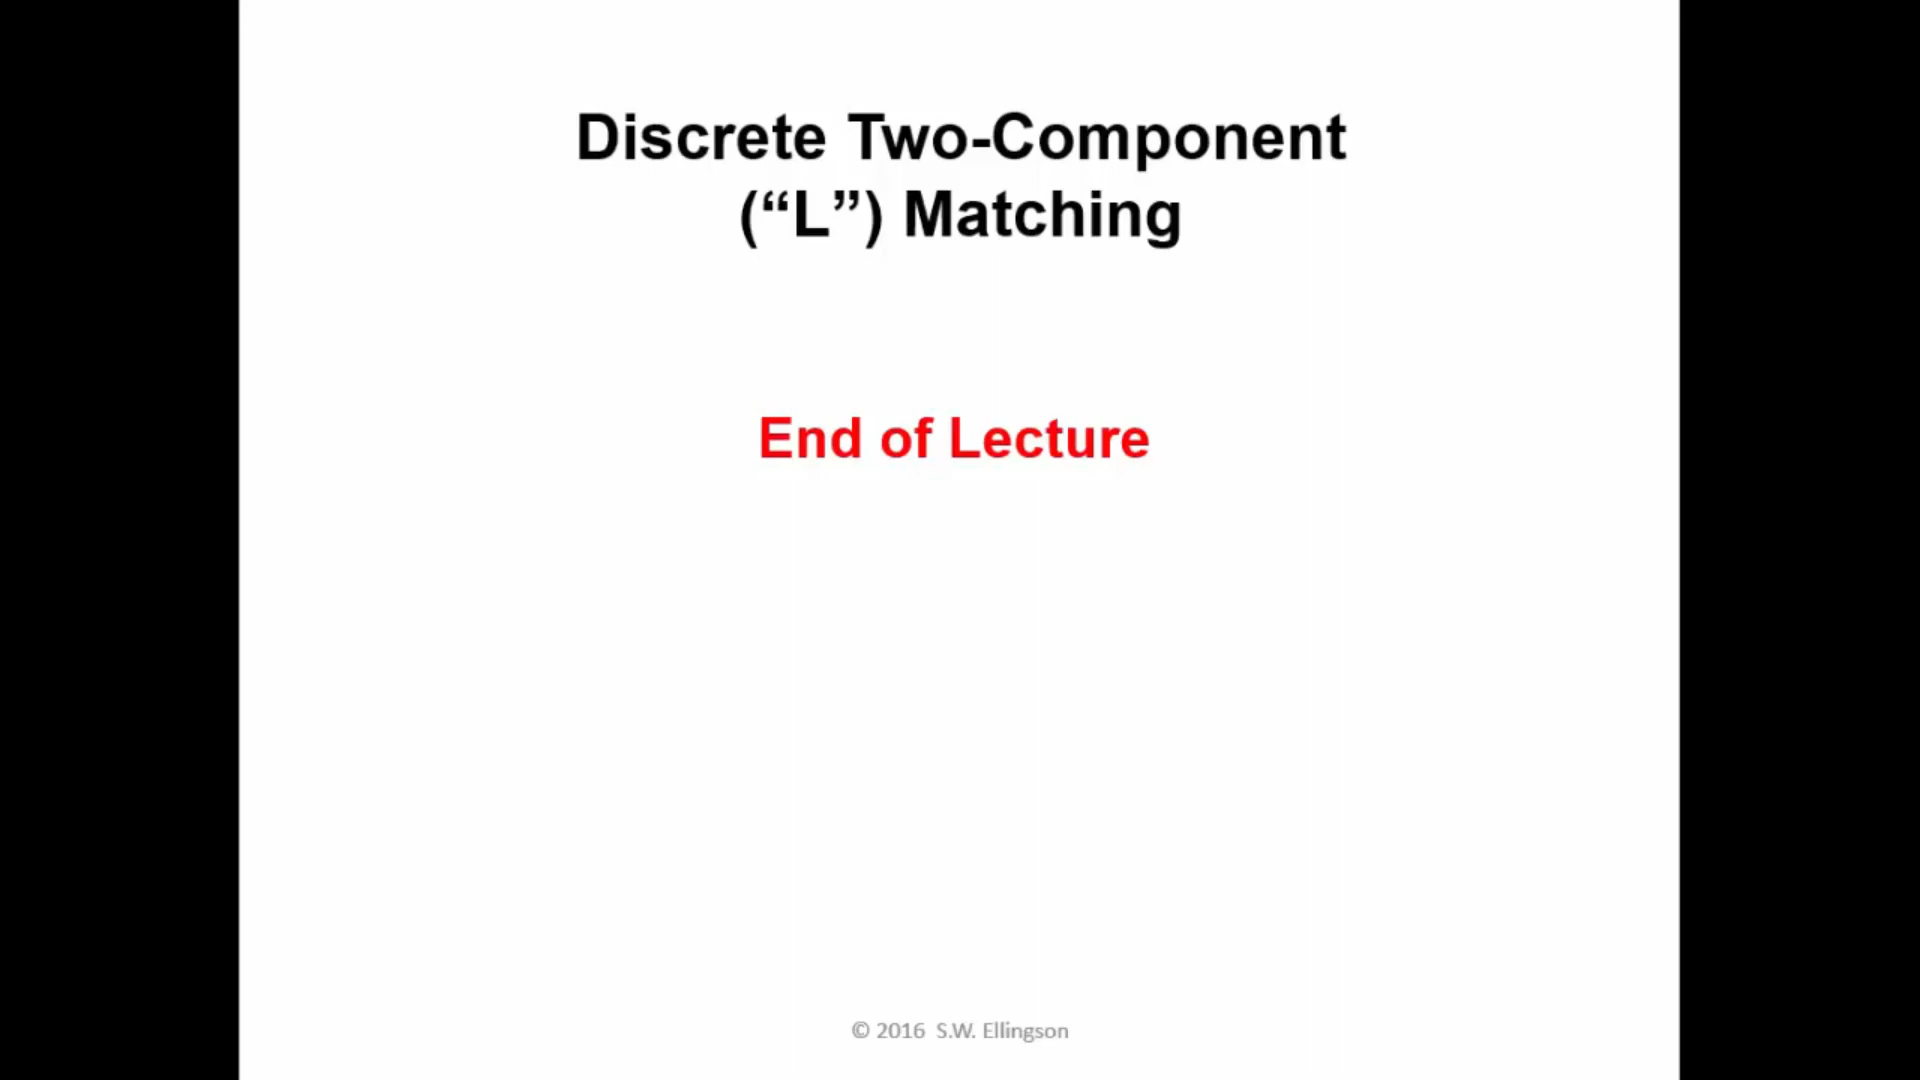 Discrete Two-Component
(“L”) Matching
End of Lecture
© 2016 S.W. Ellingson